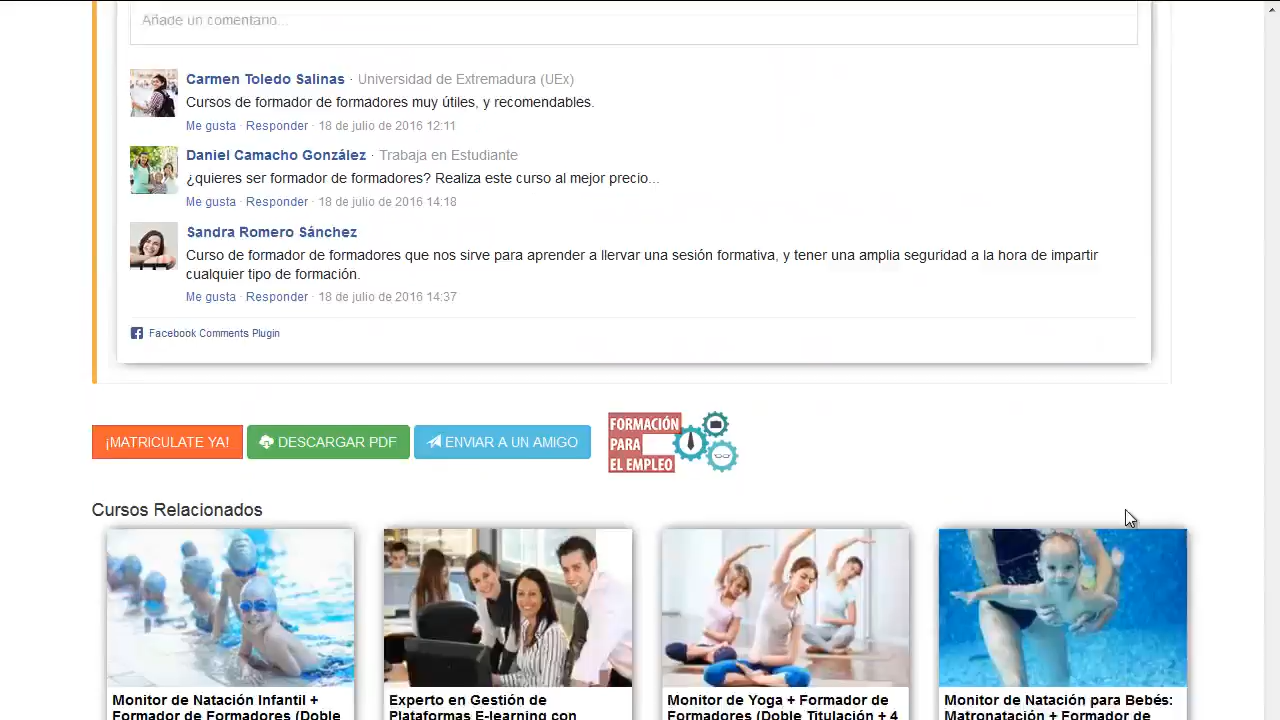 Añade un comentario...
Carmen Toledo Salinas · Universidad de Extremadura (UEx)
Cursos de formador de formadores muy útiles, y recomendables.
Me gusta · Responder · 18 de julio de 2016 12:11
Daniel Camacho González · Trabaja en Estudiante
¿quieres ser formador de formadores? Realiza este curso al mejor precio...
Me gusta · Responder · 18 de julio de 2016 14:18
Sandra Romero Sánchez
Curso de formador de formadores que nos sirve para aprender a llervar una sesión formativa, y tener una amplia seguridad a la hora de impartir
cualquier tipo de formación.
Me gusta · Responder · 18 de julio de 2016 14:37
Facebook Comments Plugin
¡MATRICULATE YA!
DESCARGAR PDF
ENVIAR A UN AMIGO
FORMACIÓN
PARA
EL EMPLEO
Cursos Relacionados
Monitor de Natación Infantil +
Formador de Formadores (Doble
Experto en Gestión de
Plataformas E-learning con
Monitor de Yoga + Formador de
Formadores (Doble Titulación + 4
Monitor de Natación para Bebés:
Matronatación + Formador de